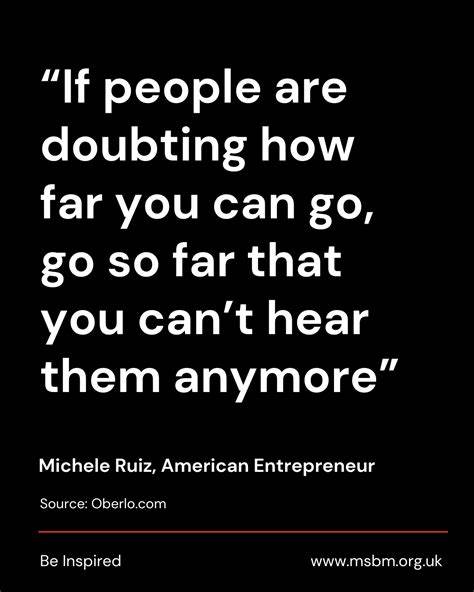 “If people are
doubting how
far you can go,
go so far that
you can’t hear
them anymore”
Michele Ruiz, American Entrepreneur
Source: Oberlo.com
Be Inspired
www.msbm.org.uk